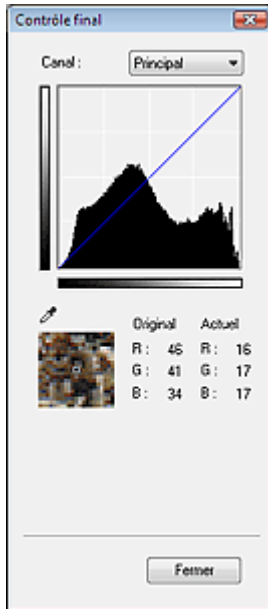 Contrôle final
Canal : Principal
Original Actuel
R : 46 R : 16
G : 41 G : 17
B : 34 B : 17
Fermer